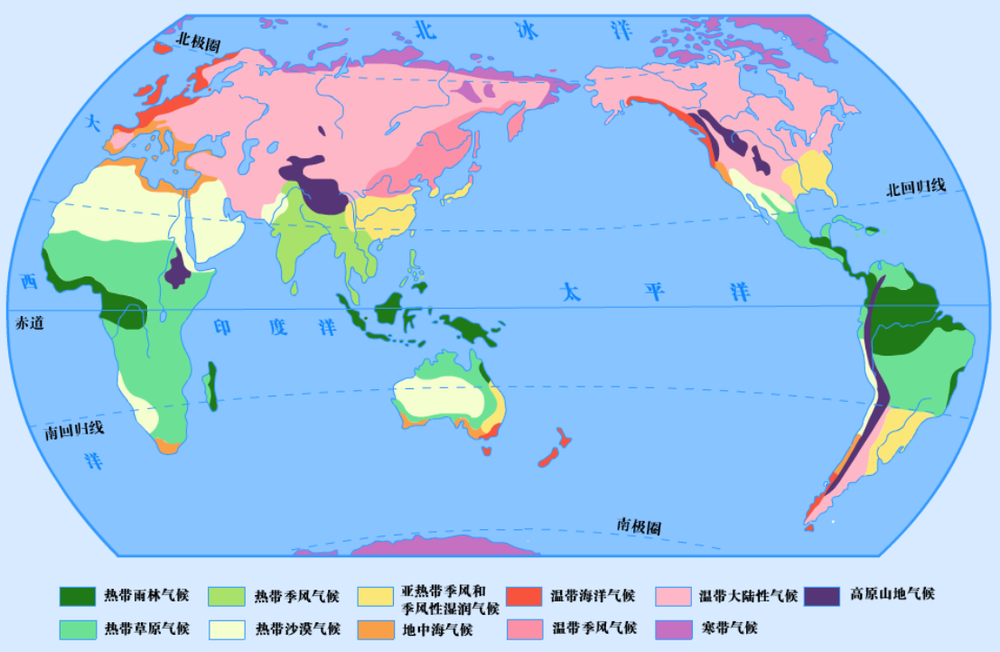 北 冰 洋
北极圈
大
北回归线
西
太 平 洋
赤道
印 度 洋
南回归线
洋
南极圈
热带雨林气候
热带季风气候
亚热带季风和
季风性湿润气候
温带海洋气候
温带大陆性气候
高原山地气候
热带草原气候
热带沙漠气候
地中海气候
温带季风气候
寒带气候